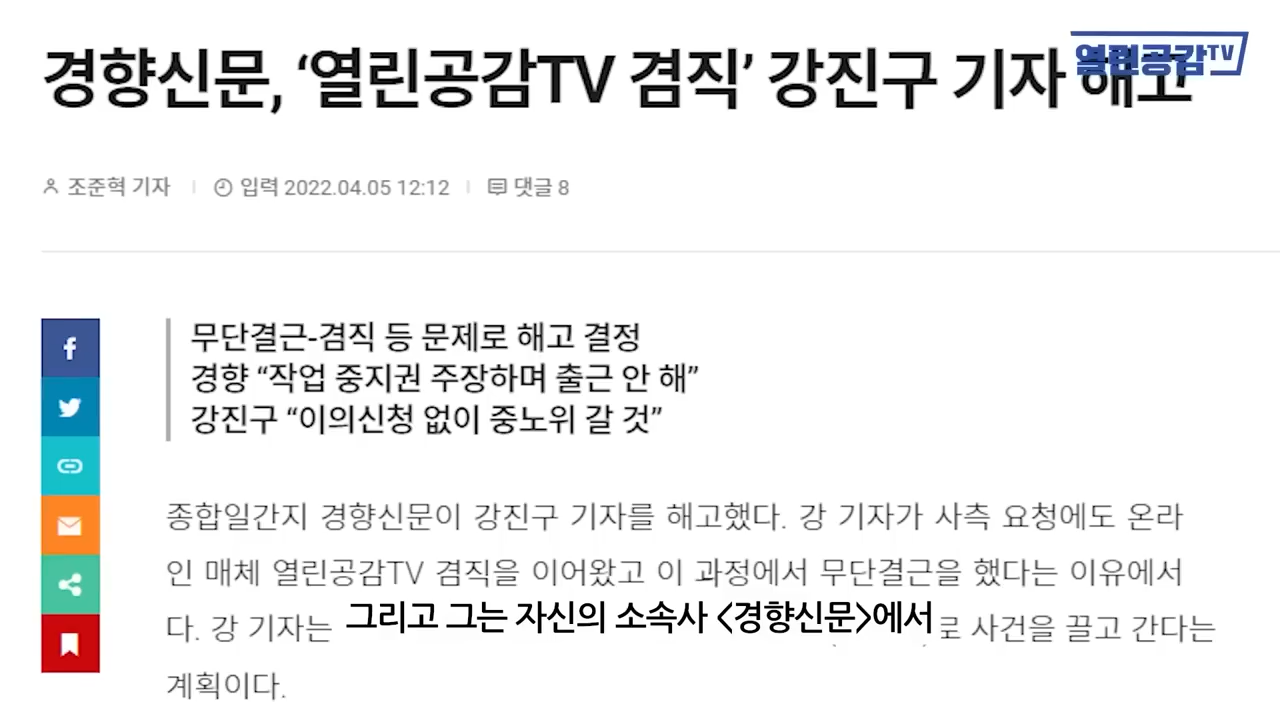 경향신문, ‘열린공감TV 겸직’ 강진구 기자 해고
열린공감TV
조준혁 기자
입력 2022.04.05 12:12
댓글 8
무단결근-겸직 등 문제로 해고 결정
경향 “작업 중지권 주장하며 출근 안 해”
강진구 “이의신청 없이 중노위 갈 것”
종합일간지 경향신문이 강진구 기자를 해고했다. 강 기자가 사측 요청에도 온라
인 매체 열린공감TV 겸직을 이어왔고 이 과정에서 무단결근을 했다는 이유에서
다. 강 기자는
로 사건을 끌고 간다는
그리고 그는 자신의 소속사 <경향신문>에서
계획이다.